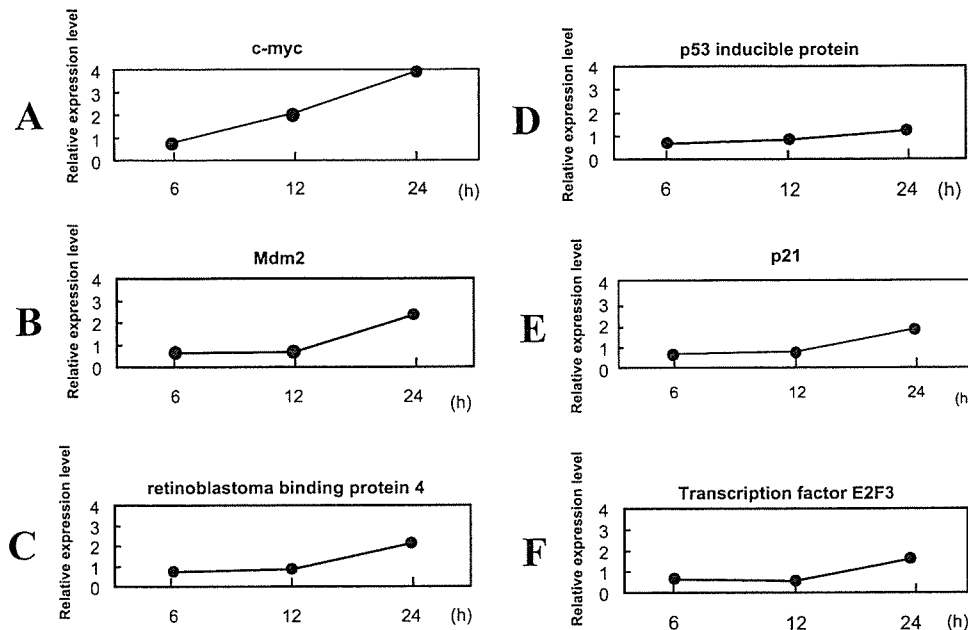 A
c-myc
Relative expression level
4
3
2
1
0
6 12 24 (h)
B
Mdm2
Relative expression level
4
3
2
1
0
6 12 24 (h)
C
retinoblastoma binding protein 4
Relative expression level
4
3
2
1
0
6 12 24 (h)
D
p53 inducible protein
Relative expression level
4
3
2
1
0
6 12 24 (h)
E
p21
Relative expression level
4
3
2
1
0
6 12 24 (h
F
Transcription factor E2F3
Relative expression level
4
3
2
1
0
6 12 24 (h)